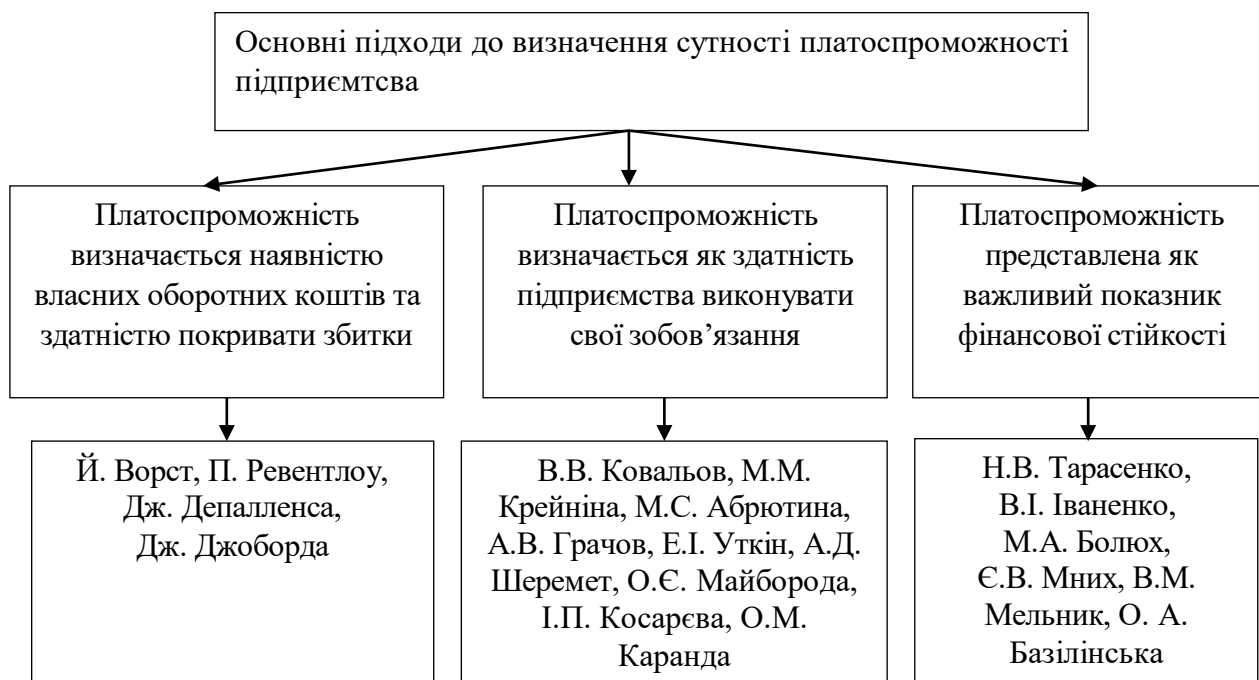 Основні підходи до визначення сутності платоспроможності
підприємтсва
Платоспроможність
визначається наявністю
власних оборотних коштів та
здатністю покривати збитки
Платоспроможність
визначається як здатність
підприємства виконувати
свої зобов’язання
Платоспроможність
представлена як
важливий показник
фінансової стійкості
Й. Ворст, П. Ревентлоу,
Дж. Депалленса,
Дж. Джоборда
В.В. Ковальов, М.М.
Крейніна, М.С. Абрютина,
А.В. Грачов, Е.І. Уткін, А.Д.
Шеремет, О.Є. Майборода,
І.П. Косарєва, О.М.
Каранда
Н.В. Тарасенко,
В.І. Іваненко,
М.А. Болюх,
Є.В. Мних, В.М.
Мельник, О. А.
Базілінська